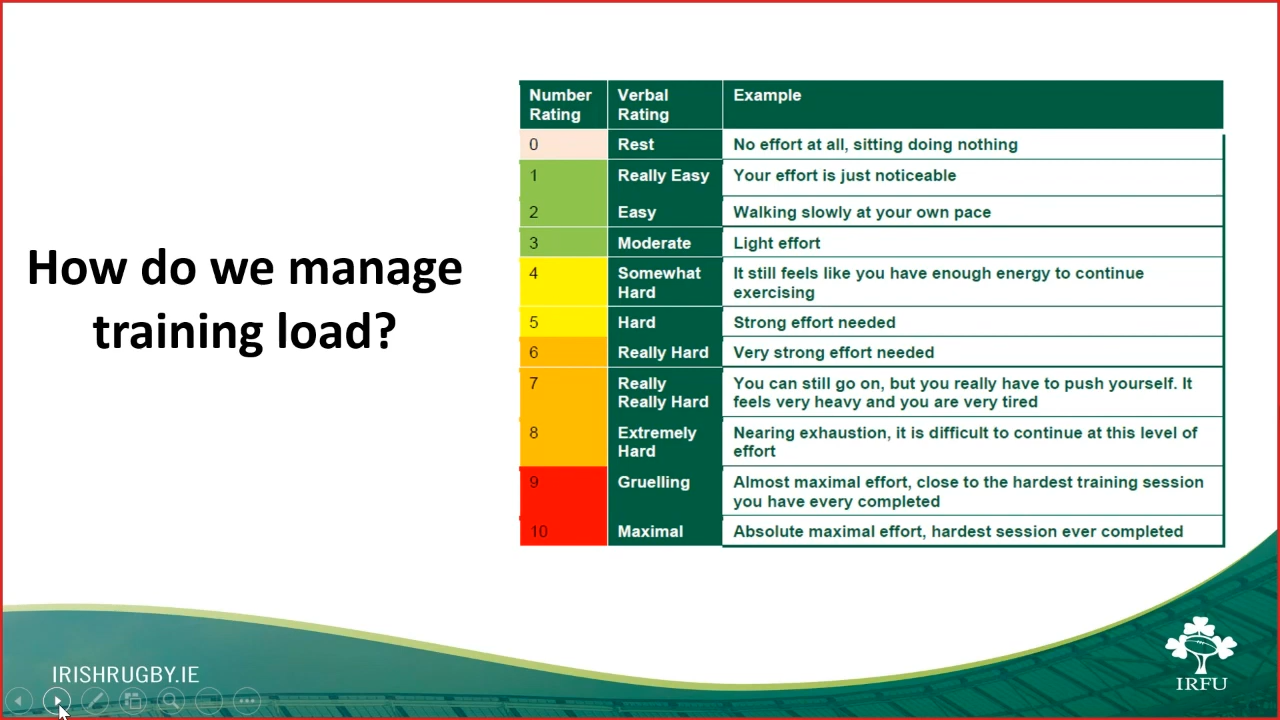 How do we manage
training load?
Number Rating Verbal Rating Example
0 Rest No effort at all, sitting doing nothing
1 Really Easy Your effort is just noticeable
2 Easy Walking slowly at your own pace
3 Moderate Light effort
4 Somewhat Hard It still feels like you have enough energy to continue exercising
5 Hard Strong effort needed
6 Really Hard Very strong effort needed
7 Really Really Hard You can still go on, but you really have to push yourself. It feels very heavy and you are very tired
8 Extremely Hard Nearing exhaustion, it is difficult to continue at this level of effort
9 Gruelling Almost maximal effort, close to the hardest training session you have every completed
10 Maximal Absolute maximal effort, hardest session ever completed
IRISHRUGBY.IE
IRFU